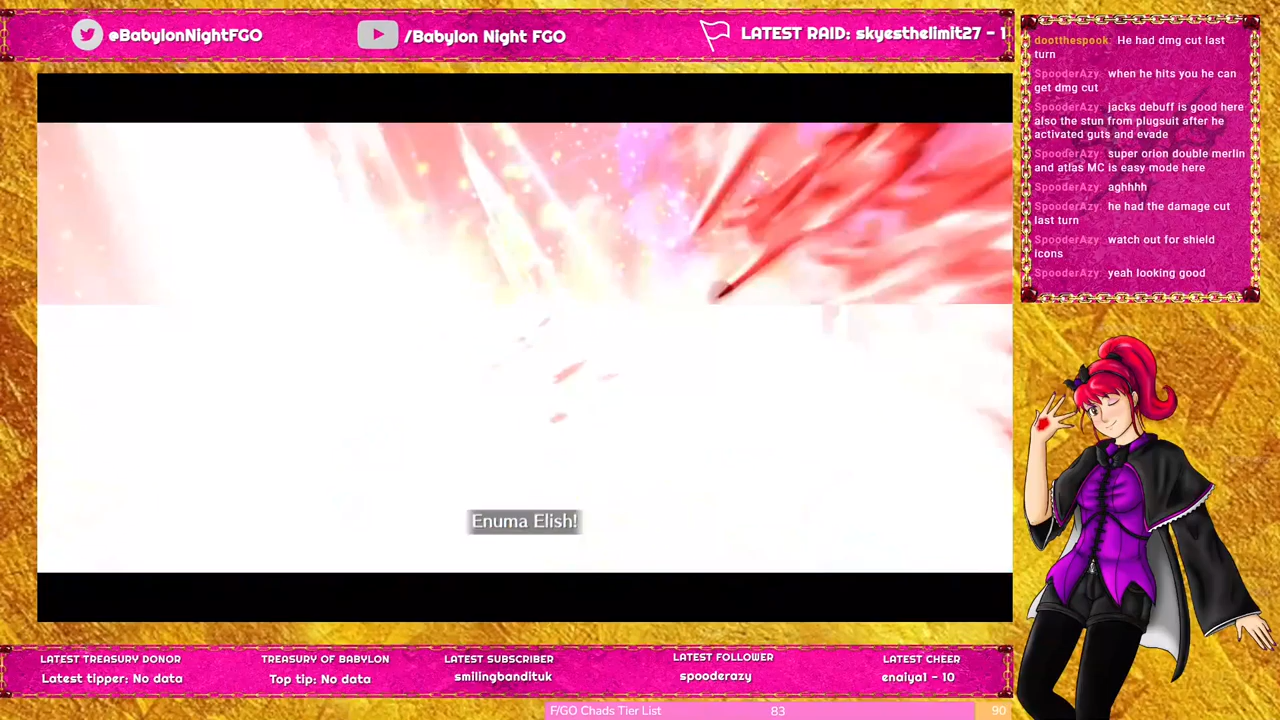 @BabylonNightFGO
/Babylon Night FGO
LATEST RAID: skyesthelimit27 - 1
dootthespook: He had dmg cut last
turn
SpooderAzy: when he hits you he can
get dmg cut
SpooderAzy: jacks debuff is good here
also the stun from plugsuit after he
activated guts and evade
SpooderAzy: super orion double merlin
and atlas MC is easy mode here
SpooderAzy: aghhhh
SpooderAzy: he had the damage cut
last turn
SpooderAzy: watch out for shield
icons
SpooderAzy: yeah looking good
Enuma Elish!
LATEST TREASURY DONOR
Latest tipper: No data
TREASURY OF BABYLON
Top tip: No data
LATEST SUBSCRIBER
smilingbandituk
LATEST FOLLOWER
spooderazy
LATEST CHEER
enaiya1 - 10
F/GO Chads Tier List 83 90